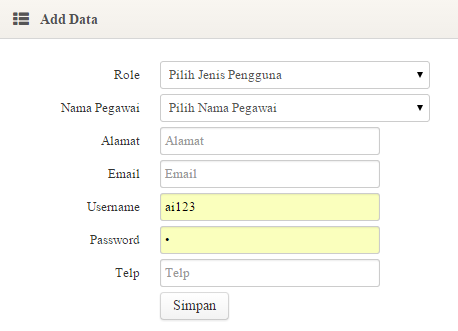 Add Data
Role Pilih Jenis Pengguna
Nama Pegawai Pilih Nama Pegawai
Alamat Alamat
Email Email
Username ai123
Password •
Telp Telp
Simpan